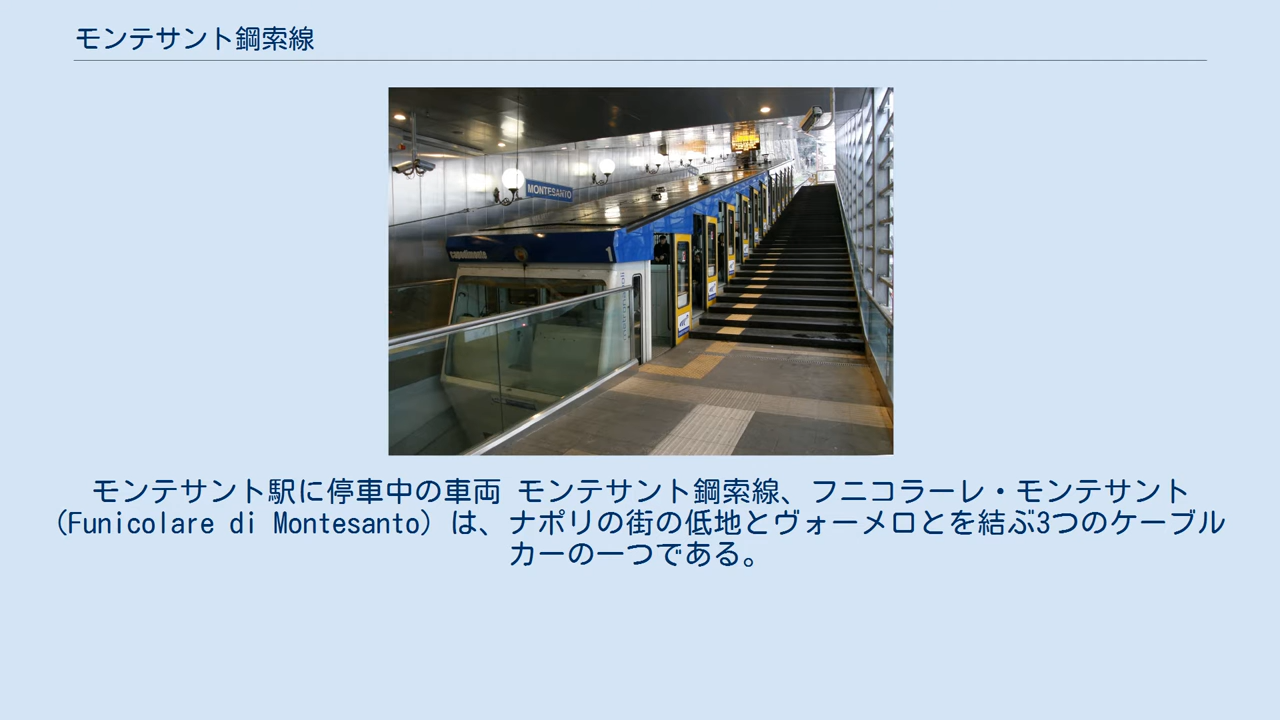 モンテサント鋼索線
MONTESANTO
capodimonte
1
モンテサント駅に停車中の車両 モンテサント鋼索線、フニコラーレ・モンテサント
(Funicolare di Montesanto) は、ナポリの街の低地とヴォーメロとを結ぶ3つのケーブル
カーの一つである。